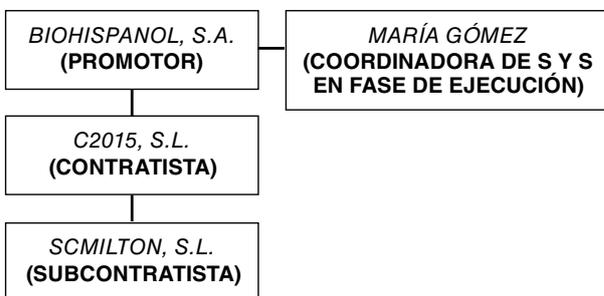 BIOHISPANOL, S.A.
(PROMOTOR)
MARÍA GÓMEZ
(COORDINADORA DE S Y S
EN FASE DE EJECUCIÓN)
C2015, S.L.
(CONTRATISTA)
SCMILTON, S.L.
(SUBCONTRATISTA)